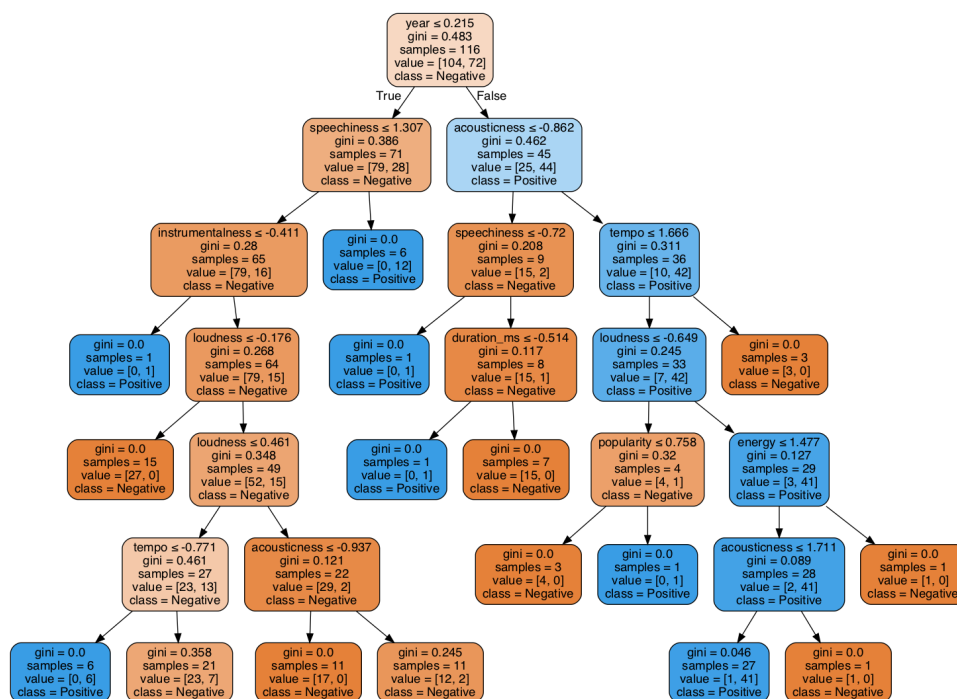 year ≤ 0.215
gini = 0.483
samples = 116
value = [104, 72]
class = Negative
True
False
speechiness ≤ 1.307
gini = 0.386
samples = 71
value = [79, 28]
class = Negative
acousticness ≤ -0.862
gini = 0.462
samples = 45
value = [25, 44]
class = Positive
instrumentalness ≤ -0.411
gini = 0.28
samples = 65
value = [79, 16]
class = Negative
gini = 0.0
samples = 6
value = [0, 12]
class = Positive
speechiness ≤ -0.72
gini = 0.208
samples = 9
value = [15, 2]
class = Negative
tempo ≤ 1.666
gini = 0.311
samples = 36
value = [10, 42]
class = Positive
gini = 0.0
samples = 1
value = [0, 1]
class = Positive
loudness ≤ -0.176
gini = 0.268
samples = 64
value = [79, 15]
class = Negative
gini = 0.0
samples = 1
value = [0, 1]
class = Positive
duration_ms ≤ -0.514
gini = 0.117
samples = 8
value = [15, 1]
class = Negative
loudness ≤ -0.649
gini = 0.245
samples = 33
value = [7, 42]
class = Positive
gini = 0.0
samples = 3
value = [3, 0]
class = Negative
gini = 0.0
samples = 15
value = [27, 0]
class = Negative
loudness ≤ 0.461
gini = 0.348
samples = 49
value = [52, 15]
class = Negative
gini = 0.0
samples = 1
value = [0, 1]
class = Positive
gini = 0.0
samples = 7
value = [15, 0]
class = Negative
popularity ≤ 0.758
gini = 0.32
samples = 4
value = [4, 1]
class = Negative
energy ≤ 1.477
gini = 0.127
samples = 29
value = [3, 41]
class = Positive
tempo ≤ -0.771
gini = 0.461
samples = 27
value = [23, 13]
class = Negative
acousticness ≤ -0.937
gini = 0.121
samples = 22
value = [29, 2]
class = Negative
gini = 0.0
samples = 3
value = [4, 0]
class = Negative
gini = 0.0
samples = 1
value = [0, 1]
class = Positive
acousticness ≤ 1.711
gini = 0.089
samples = 28
value = [2, 41]
class = Positive
gini = 0.0
samples = 1
value = [1, 0]
class = Negative
gini = 0.0
samples = 6
value = [0, 6]
class = Positive
gini = 0.358
samples = 21
value = [23, 7]
class = Negative
gini = 0.0
samples = 11
value = [17, 0]
class = Negative
gini = 0.245
samples = 11
value = [12, 2]
class = Negative
gini = 0.046
samples = 27
value = [1, 41]
class = Positive
gini = 0.0
samples = 1
value = [1, 0]
class = Negative